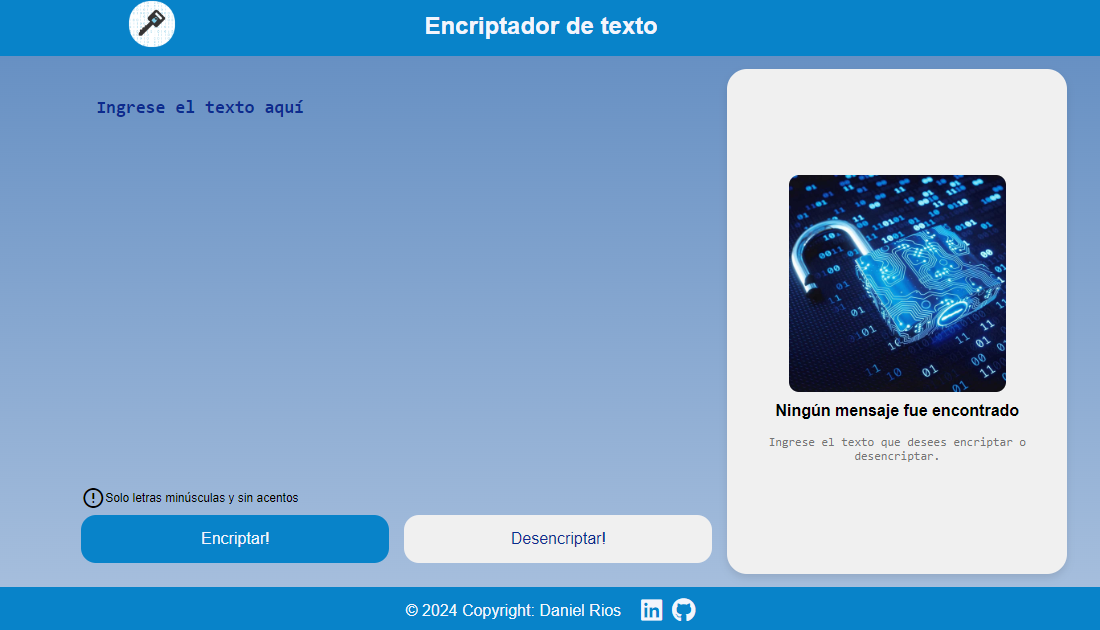 Encriptador de texto
Ingrese el texto aquí
Solo letras minúsculas y sin acentos
Encriptar!
Desencriptar!
Ningún mensaje fue encontrado
Ingrese el texto que desees encriptar o
desencriptar.
© 2024 Copyright: Daniel Rios